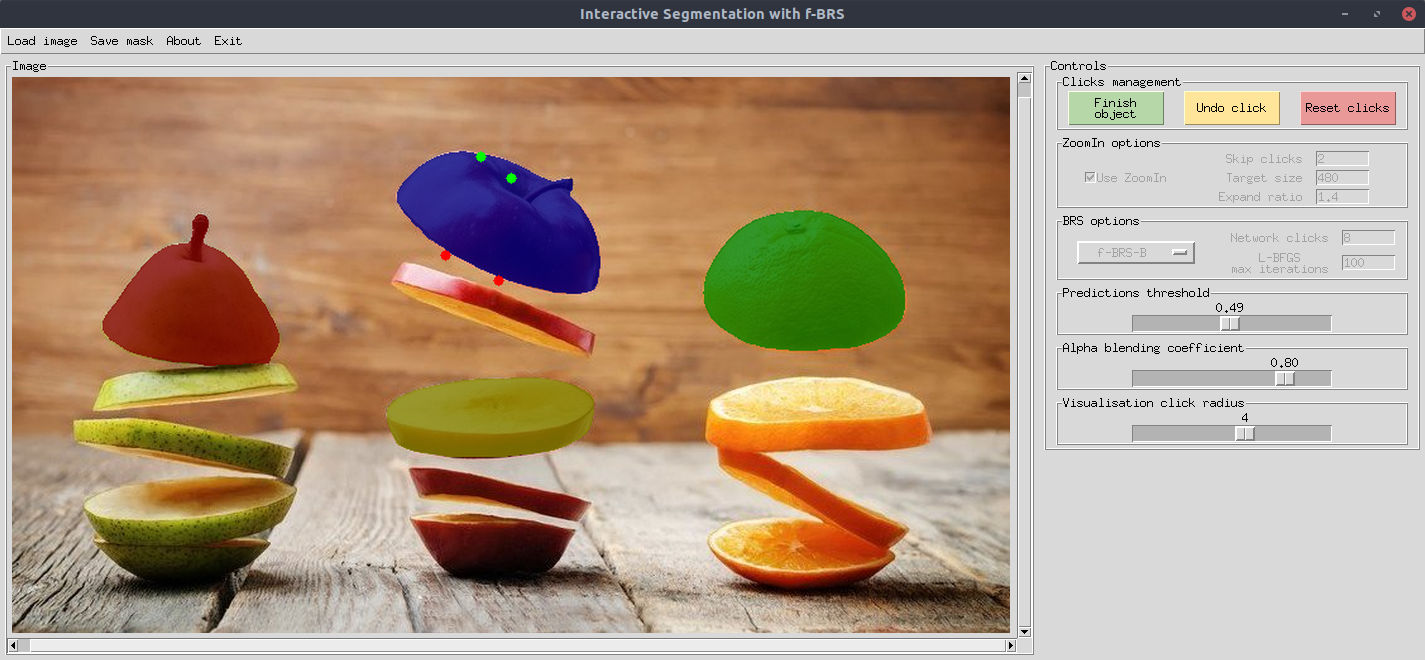 Interactive Segmentation with f-BRS
Load image Save mask About Exit
Image
Controls
Clicks management
Finish
object
Undo click
Reset clicks
ZoomIn options
Use ZoomIn
Skip clicks 2
Target size 480
Expand ratio 1.4
BRS options
f-BRS-B
Network clicks 8
L-BFGS
max iterations 100
Predictions threshold
0.49
Alpha blending coefficient
0.80
Visualisation click radius
4